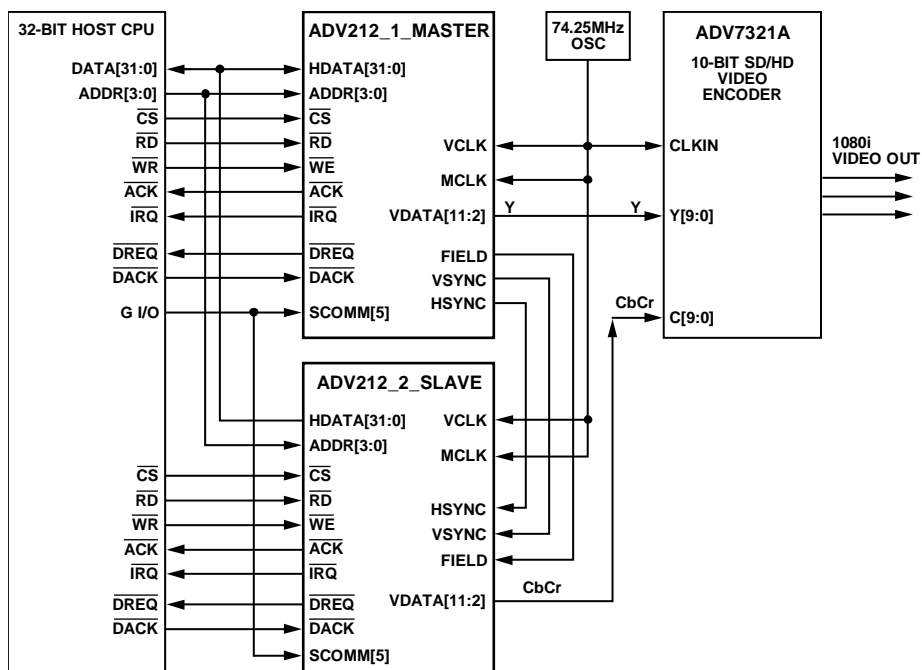 32-BIT HOST CPU
DATA[31:0]
ADDR[3:0]
CS
RD
WR
ACK
IRQ
DREQ
DACK
G I/O
CS
RD
WR
ACK
IRQ
DREQ
DACK
ADV212_1_MASTER
HDATA[31:0]
ADDR[3:0]
CS
RD
WE
ACK
IRQ
DREQ
DACK
SCOMM[5]
VCLK
MCLK
VDATA[11:2]
FIELD
VSYNC
HSYNC
ADV212_2_SLAVE
HDATA[31:0]
ADDR[3:0]
CS
RD
WE
ACK
IRQ
DREQ
DACK
SCOMM[5]
VCLK
MCLK
HSYNC
VSYNC
FIELD
VDATA[11:2]
74.25MHz
OSC
Y
Y
CbCr
CbCr
ADV7321A
10-BIT SD/HD
VIDEO
ENCODER
CLKIN
Y[9:0]
C[9:0]
1080i
VIDEO OUT